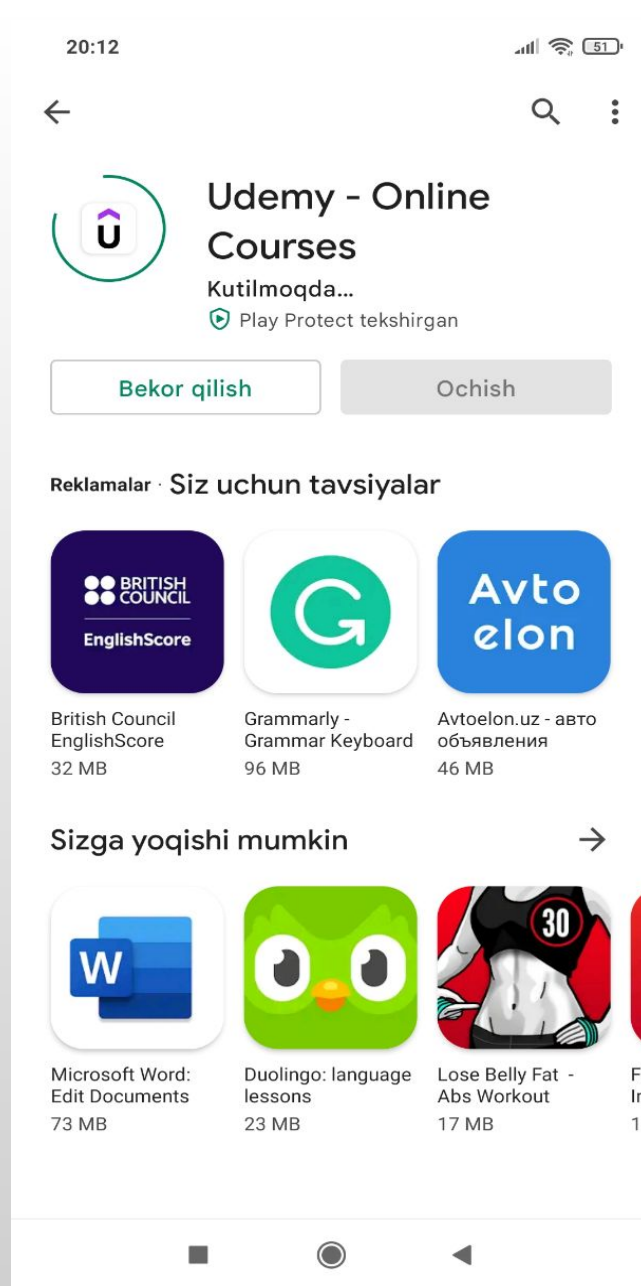 20:12
51
Udemy - Online
Courses
Kutilmoqda...
Play Protect tekshirgan
Bekor qilish
Ochish
Reklamalar · Siz uchun tavsiyalar
BRITISH
COUNCIL
EnglishScore
G
Avto
elon
British Council
EnglishScore
32 MB
Grammarly -
Grammar Keyboard
96 MB
Avtoelon.uz - авто
объявления
46 MB
Sizga yoqishi mumkin
W
30
Microsoft Word:
Edit Documents
73 MB
Duolingo: language
lessons
23 MB
Lose Belly Fat -
Abs Workout
17 MB